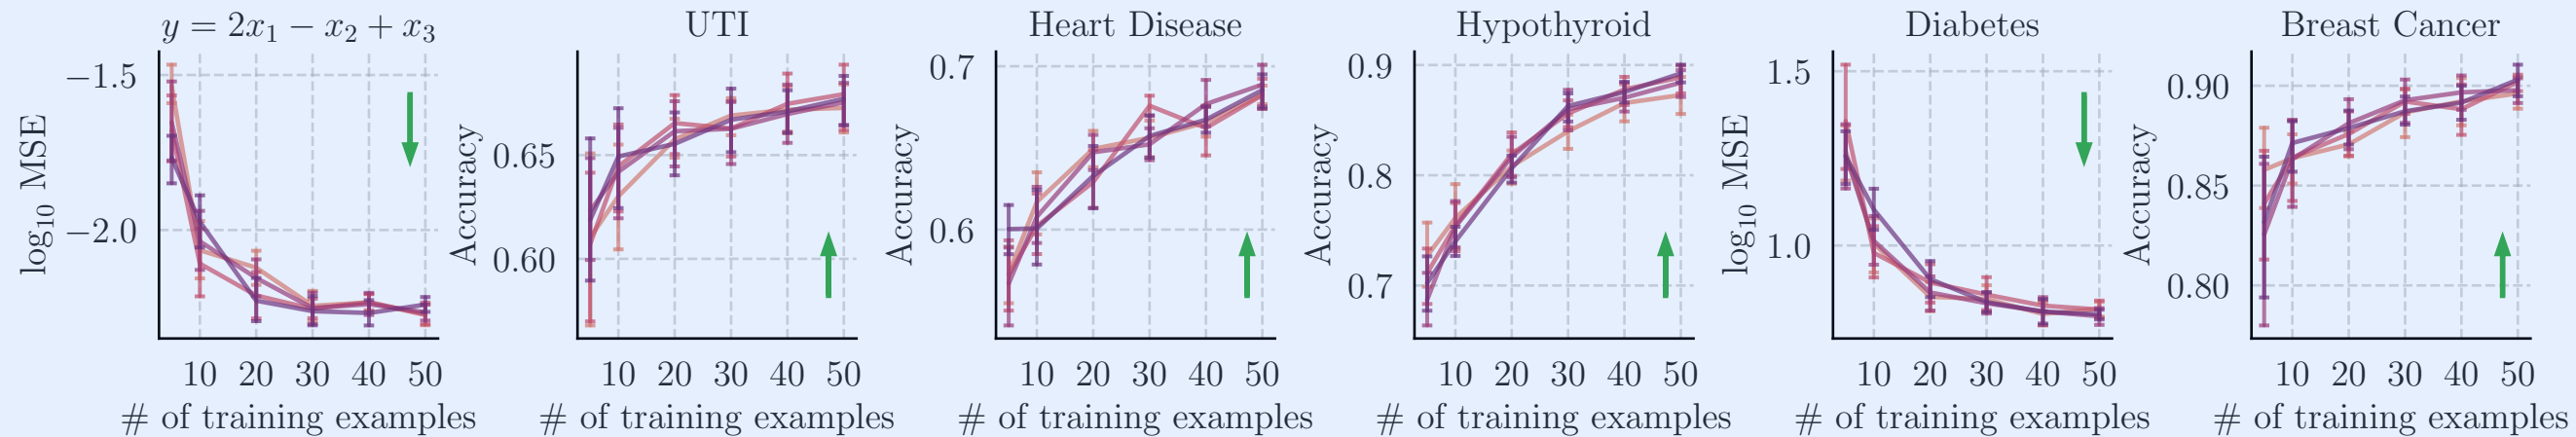 y = 2x₁ − x₂ + x₃
log₁₀ MSE
−1.5
−2.0
10 20 30 40 50
# of training examples
UTI
Accuracy
0.65
0.60
10 20 30 40 50
# of training examples
Heart Disease
Accuracy
0.7
0.6
10 20 30 40 50
# of training examples
Hypothyroid
Accuracy
0.9
0.8
0.7
10 20 30 40 50
# of training examples
Diabetes
log₁₀ MSE
1.5
1.0
10 20 30 40 50
# of training examples
Breast Cancer
Accuracy
0.90
0.85
0.80
10 20 30 40 50
# of training examples